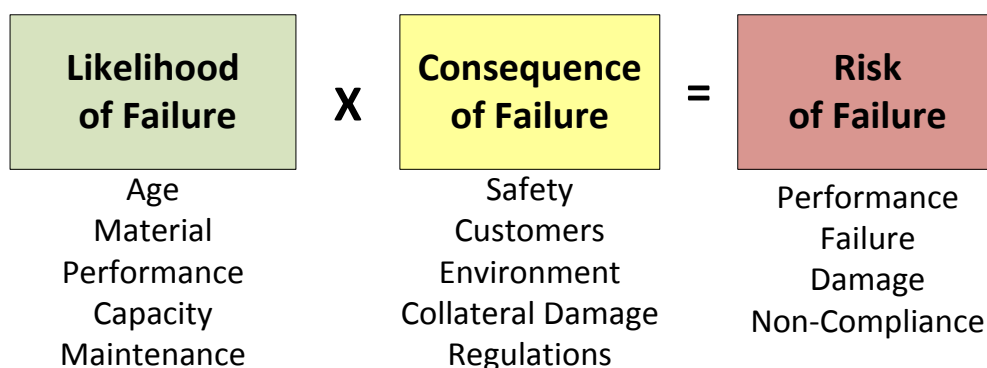 Likelihood
of Failure
X
Consequence
of Failure
=
Risk
of Failure
Age
Material
Performance
Capacity
Maintenance
Safety
Customers
Environment
Collateral Damage
Regulations
Performance
Failure
Damage
Non-Compliance